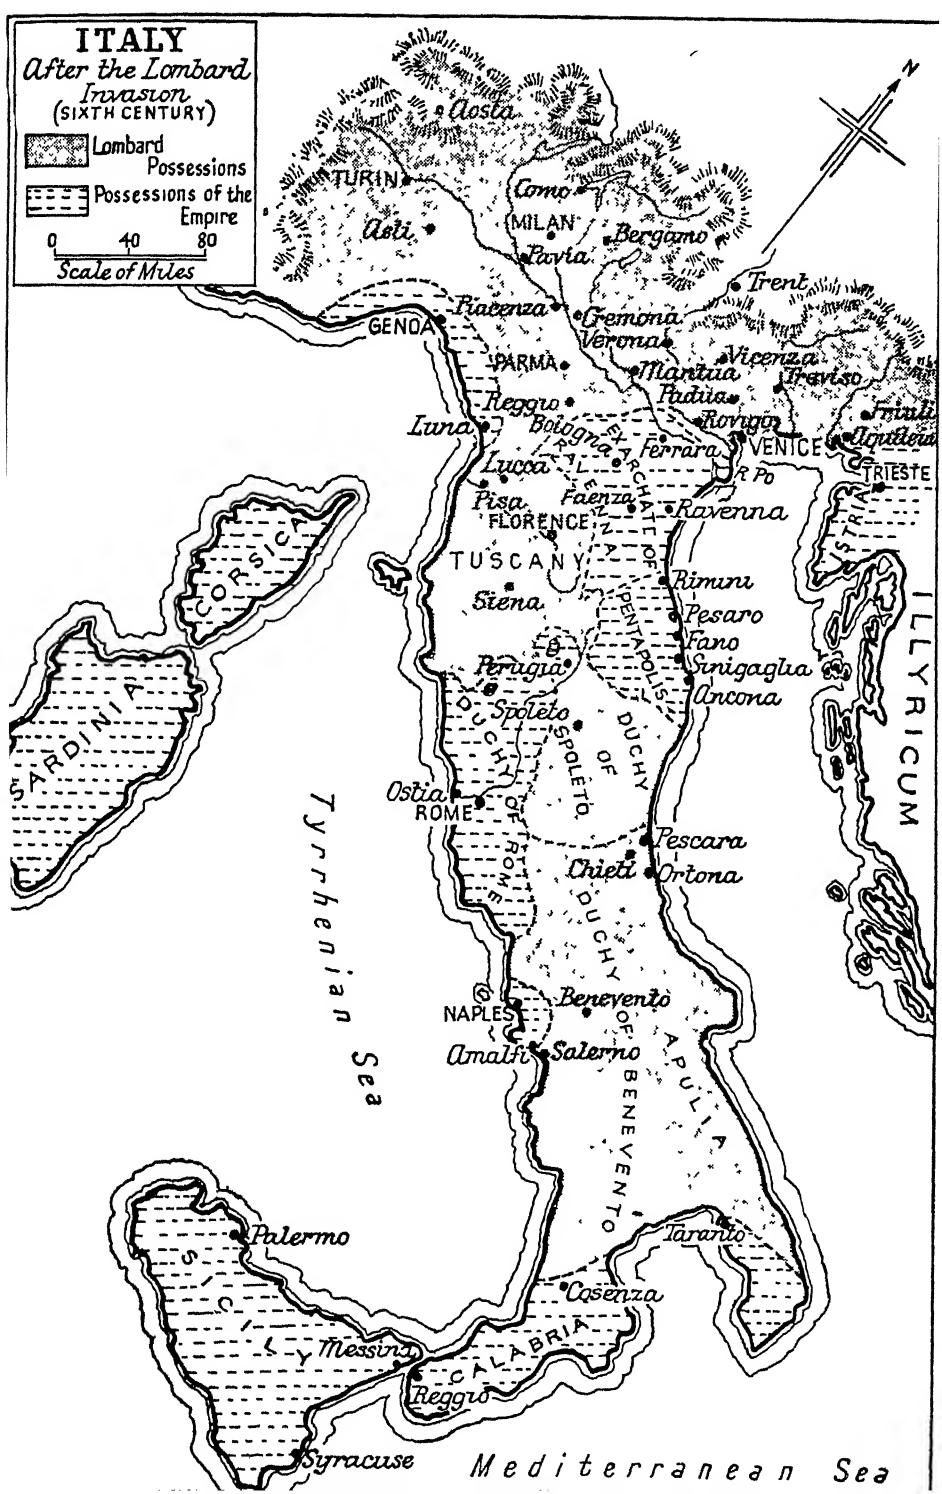 ITALY
After the Lombard
Invasion
(SIXTH CENTURY)
Lombard
Possessions
Possessions of the
Empire
0 40 80
Scale of Miles
N
Aosta
TURIN
Como
MILAN
Asti
Bergamo
Pavia
Trent
Piacenza
Cremona
GENOA
Verona
Vicenza
PARMA
Mantua
Treviso
Padua
Reggio
Friuli
Luna
Bologna
Rovigo
VENICE
Aquileia
Ferrara
Lucca
R Po
TRIESTE
Pisa
Faenza
Ravenna
FLORENCE
EXARCHATE OF
RAVENNA
ISTRIA
TUSCANY
CORSICA
Rimini
Siena
PENTAPOLIS
Pesaro
Fano
Perugia
Sinigaglia
Ancona
ILLYRICUM
SARDINIA
Spoleto
DUCHY
OF
SPOLETO
DUCHY OF ROME
Ostia
ROME
Pescara
Chieti
Ortona
Tyrrhenian Sea
DUCHY OF BENEVENTO
Benevento
NAPLES
Amalfi
Salerno
APULIA
Taranto
Palermo
SICILY
Cosenza
CALABRIA
Messina
Reggio
Syracuse
Mediterranean Sea